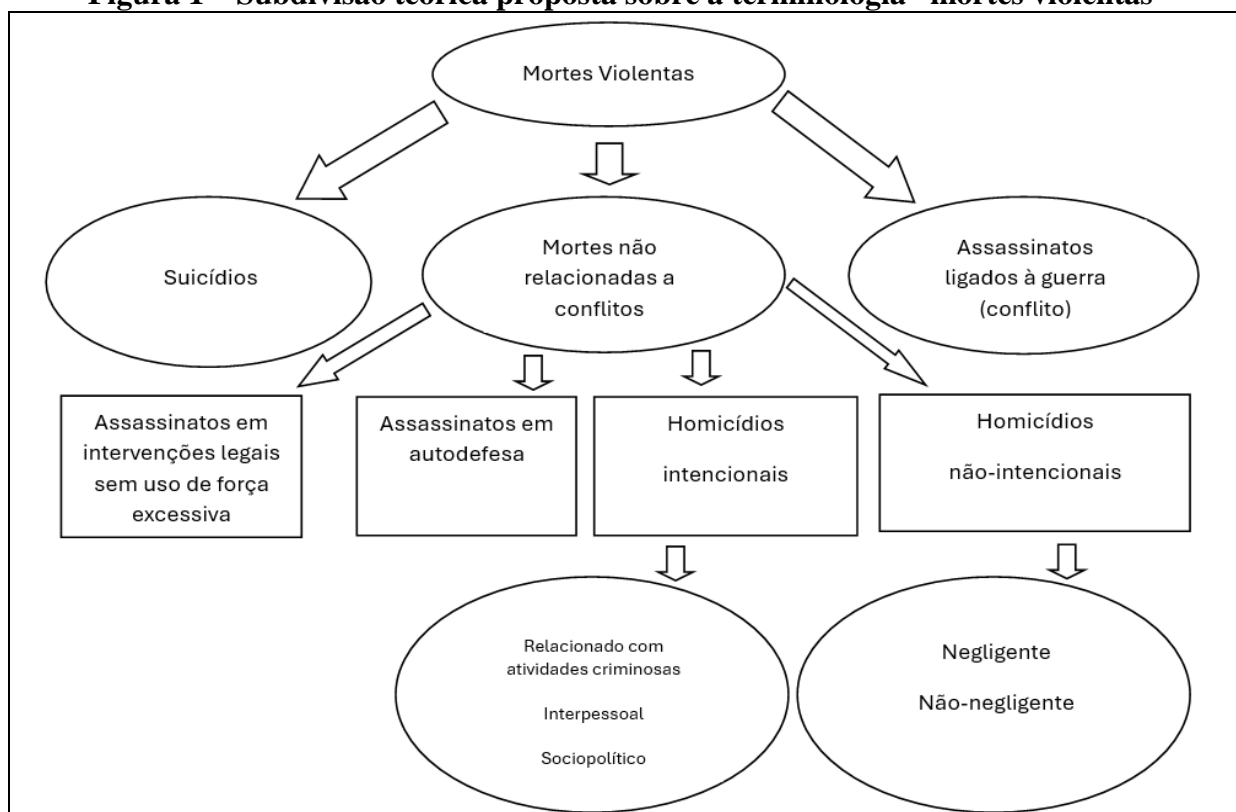 Figura 1 – Subdivisão teórica proposta sobre a terminologia "mortes violentas"
Mortes Violentas
Suicídios
Mortes não
relacionadas a
conflitos
Assassinatos
ligados à guerra
(conflito)
Assassinatos em
intervenções legais
sem uso de força
excessiva
Assassinatos em
autodefesa
Homicídios
intencionais
Homicídios
não-intencionais
Relacionado com
atividades criminosas
Interpessoal
Sociopolítico
Negligente
Não-negligente